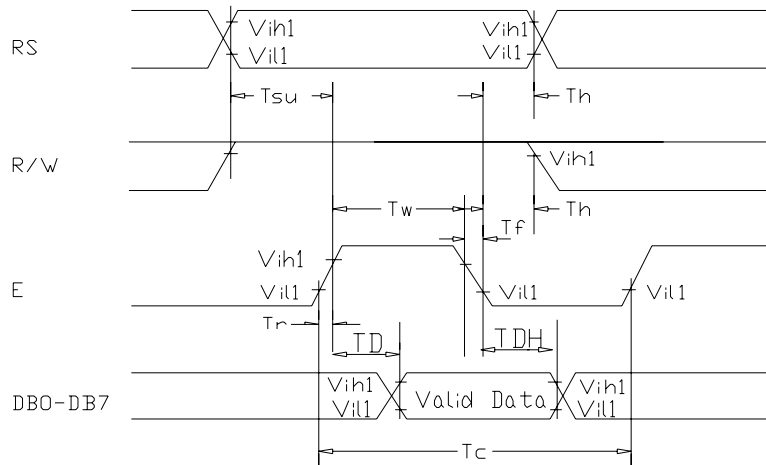 RS
Vih1
Vil1
Vih1
Vil1
Tsu
Th
R/W
Vih1
Tw
Th
Tf
E
Vih1
Vil1
Vil1
Vil1
Tr
TD
TDH
DB0-DB7
Vih1
Vil1
Valid Data
Vih1
Vil1
Tc